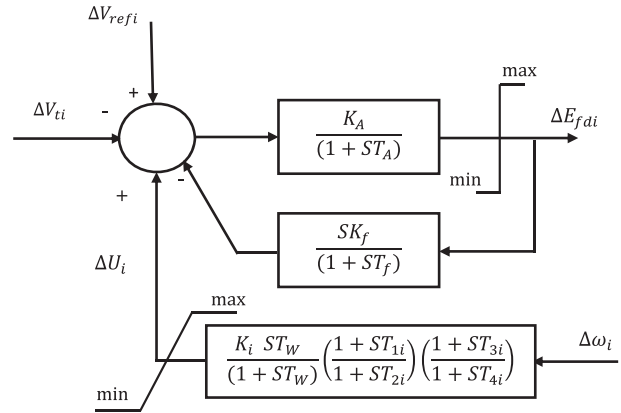 ΔV_refi
+
ΔV_ti
-
K_A / (1 + ST_A)
max
min
ΔE_fdi
-
+
SK_f / (1 + ST_f)
ΔU_i
max
min
K_i ST_W / (1 + ST_W) ((1 + ST_1i) / (1 + ST_2i)) ((1 + ST_3i) / (1 + ST_4i))
Δω_i